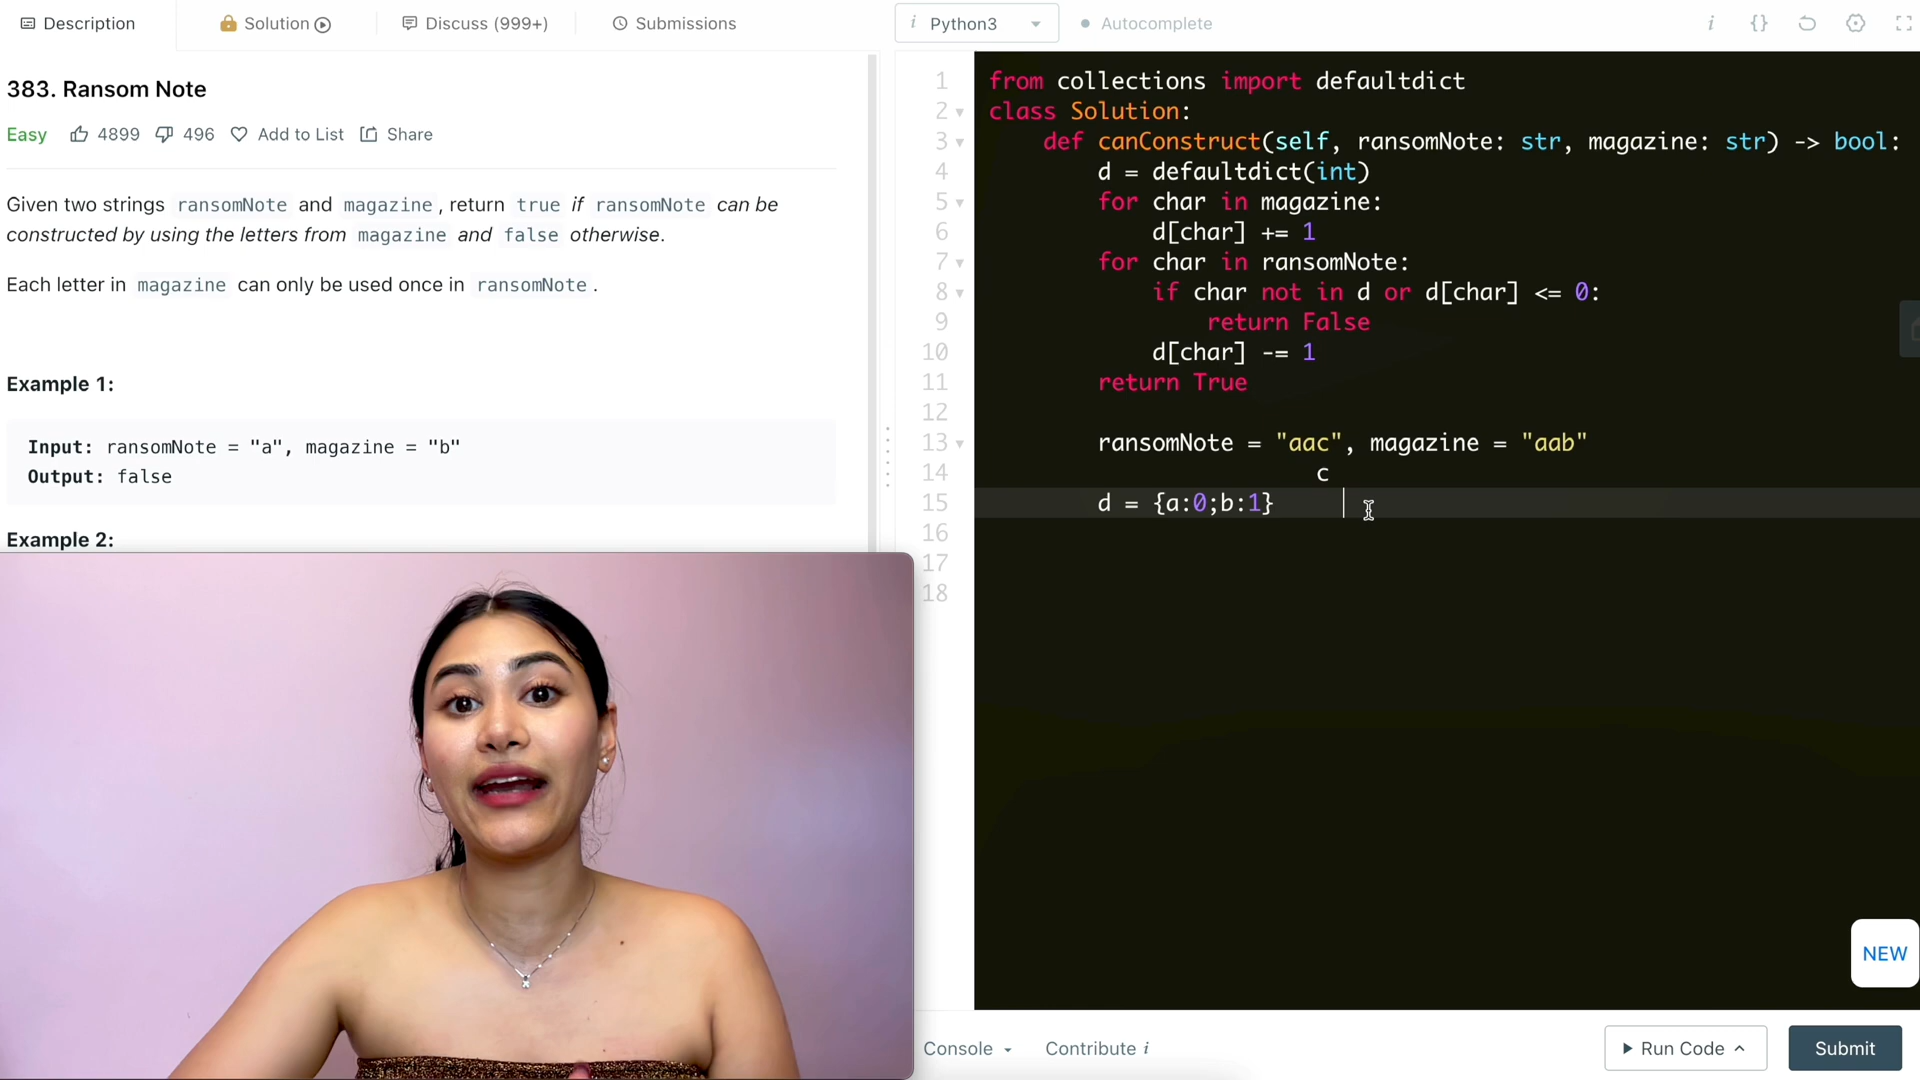 Description
Solution
Discuss (999+)
Submissions
383. Ransom Note
Easy 4899 496 Add to List Share
Given two strings ransomNote and magazine, return true if ransomNote can be
constructed by using the letters from magazine and false otherwise.
Each letter in magazine can only be used once in ransomNote.
Example 1:
Input: ransomNote = "a", magazine = "b"
Output: false
Example 2:
i Python3
Autocomplete
i {}
1 from collections import defaultdict
2 class Solution:
3 def canConstruct(self, ransomNote: str, magazine: str) -> bool:
4 d = defaultdict(int)
5 for char in magazine:
6 d[char] += 1
7 for char in ransomNote:
8 if char not in d or d[char] <= 0:
9 return False
10 d[char] -= 1
11 return True
12
13 ransomNote = "aac", magazine = "aab"
14 c
15 d = {a:0;b:1}
16
17
18
NEW
Console
Contribute i
Run Code
Submit